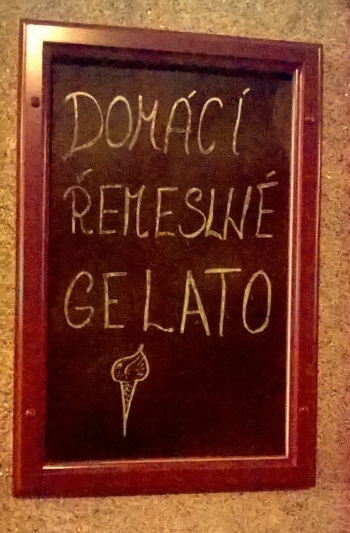 DOMÁCÍ
ŘEMESLNÉ
GELATO